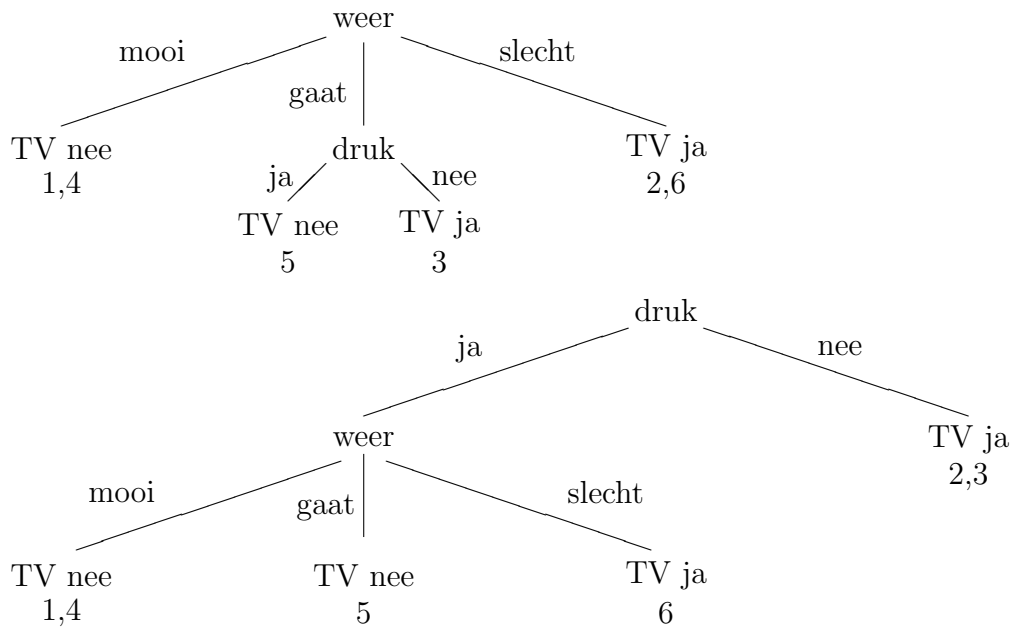 weer
mooi slecht
gaat
TV nee druk TV ja
1,4 2,6
ja nee
TV nee TV ja
5 3
druk
ja nee
weer TV ja
2,3
mooi gaat slecht
TV nee TV nee TV ja
1,4 5 6